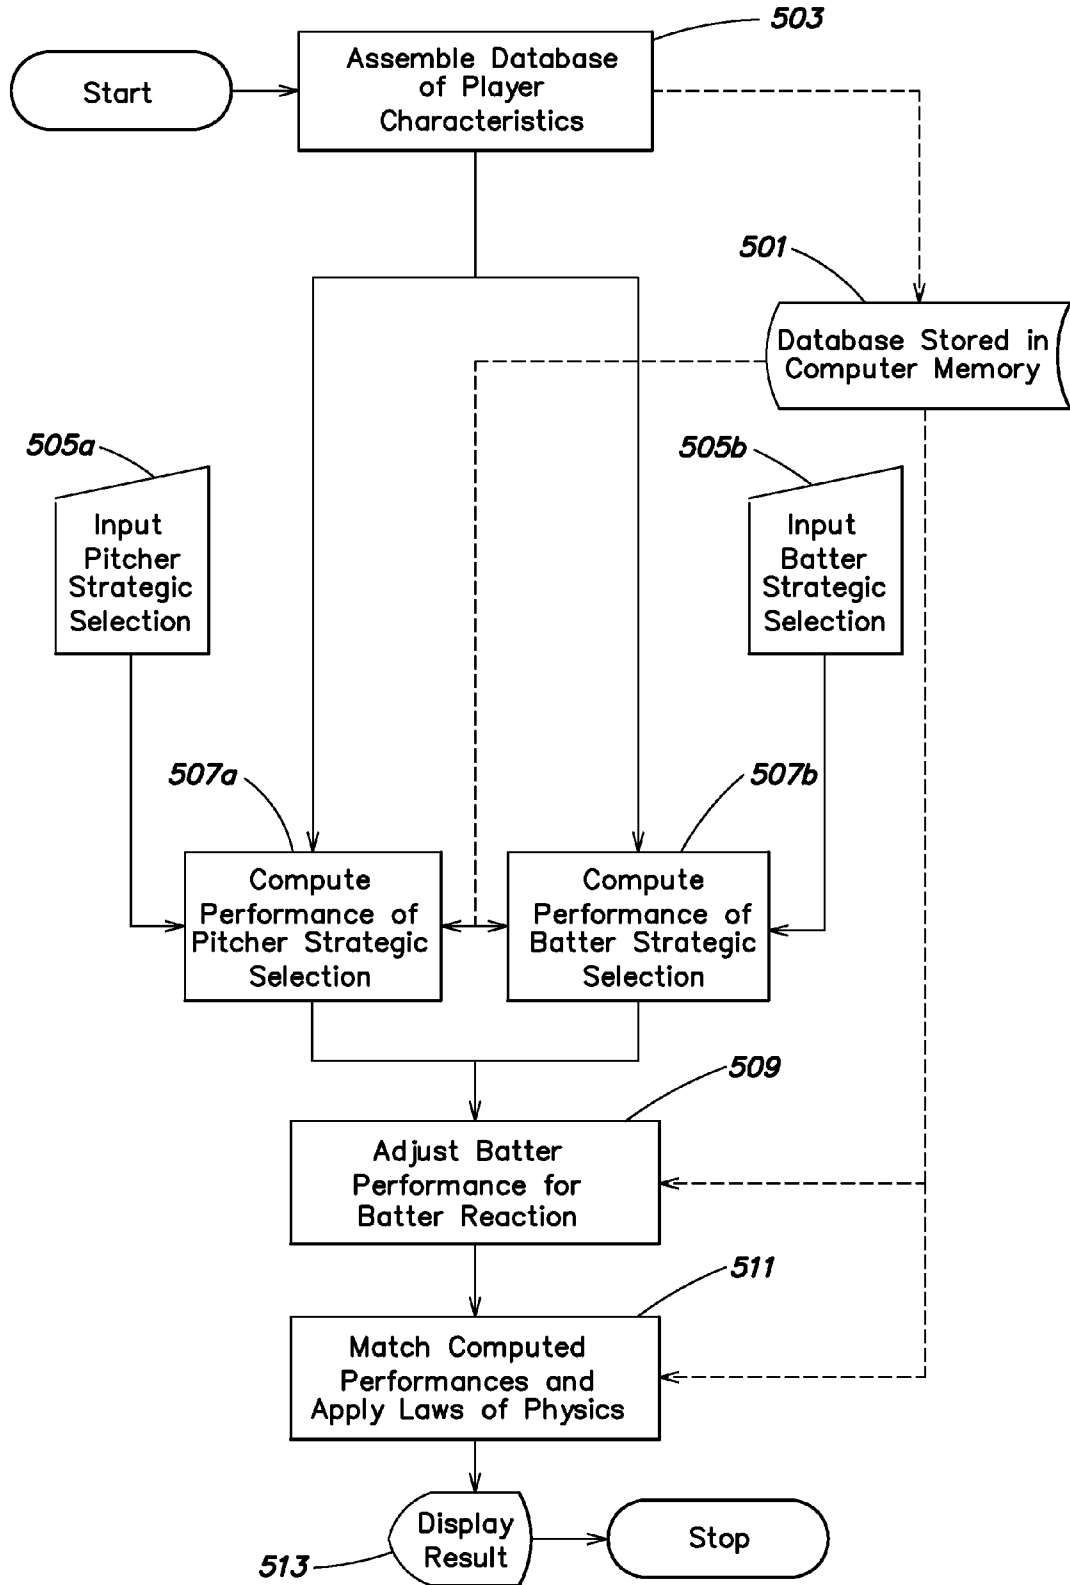 503
Start
Assemble Database
of Player
Characteristics
501
Database Stored in
Computer Memory
505a
Input
Pitcher
Strategic
Selection
505b
Input
Batter
Strategic
Selection
507a
Compute
Performance of
Pitcher Strategic
Selection
507b
Compute
Performance of
Batter Strategic
Selection
509
Adjust Batter
Performance for
Batter Reaction
511
Match Computed
Performances and
Apply Laws of Physics
Display
Result
513
Stop